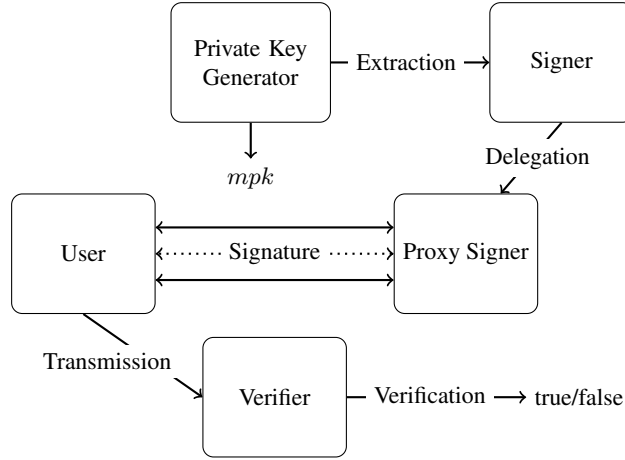 Private Key
Generator
Extraction
Signer
mpk
Delegation
User
Signature
Proxy Signer
Transmission
Verifier
Verification
true/false